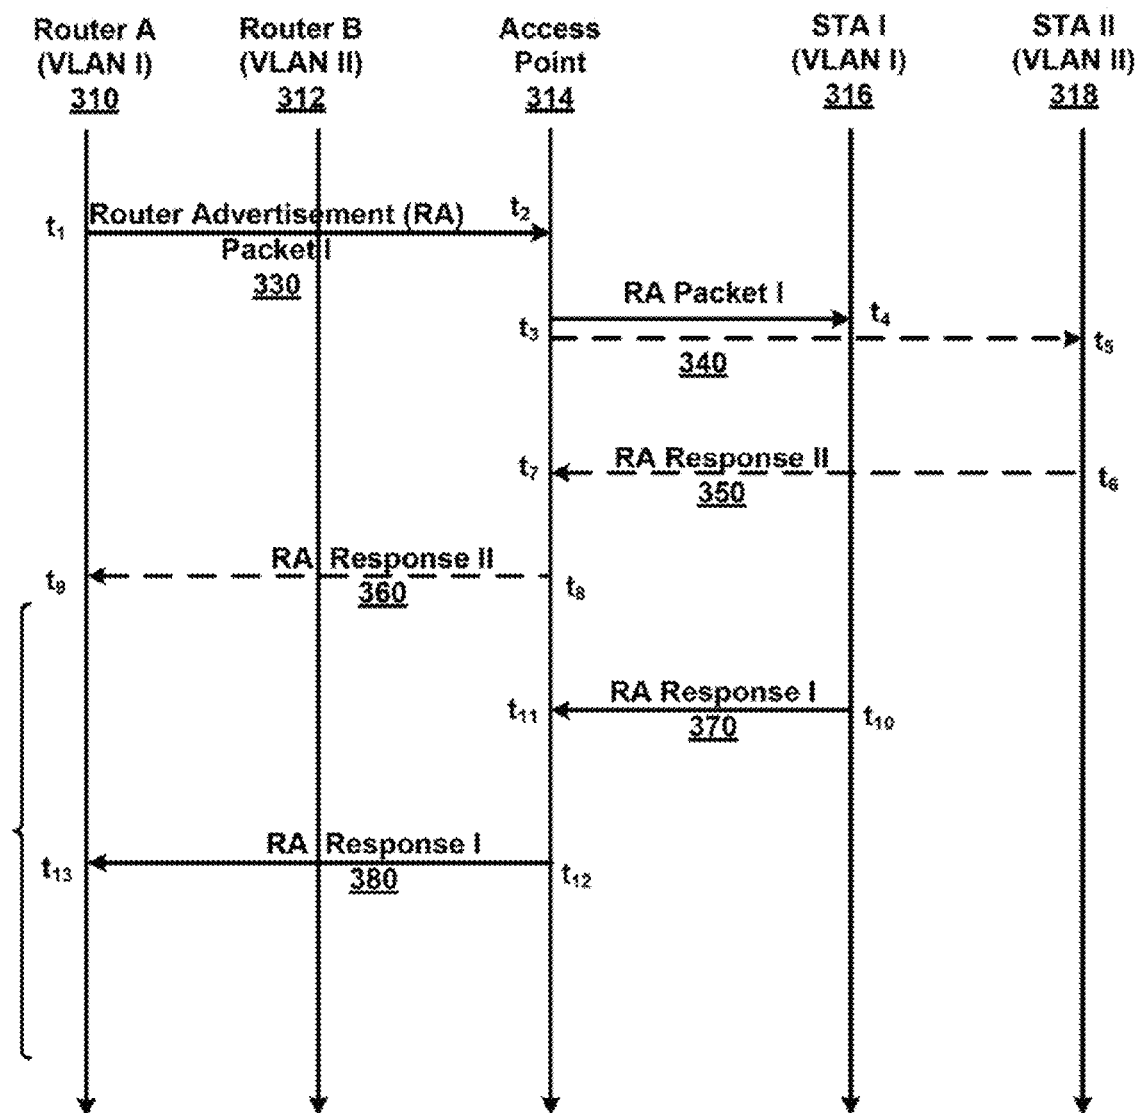 Router A
(VLAN I)
310
Router B
(VLAN II)
312
Access
Point
314
STA I
(VLAN I)
316
STA II
(VLAN II)
318
t1
Router Advertisement (RA)
t2
Packet I
330
RA Packet I
t3
t4
340
t5
RA Response II
t7
350
t6
RA Response II
t9
360
t8
RA Response I
t11
370
t10
RA Response I
t13
380
t12